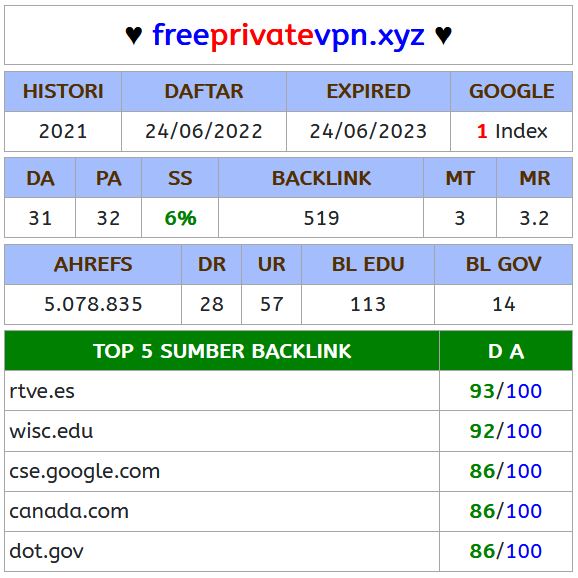 ♥ freeprivatevpn.xyz ♥
HISTORI DAFTAR EXPIRED GOOGLE
2021 24/06/2022 24/06/2023 1 Index
DA PA SS BACKLINK MT MR
31 32 6% 519 3 3.2
AHREFS DR UR BL EDU BL GOV
5.078.835 28 57 113 14
TOP 5 SUMBER BACKLINK D A
rtve.es 93/100
wisc.edu 92/100
cse.google.com 86/100
canada.com 86/100
dot.gov 86/100